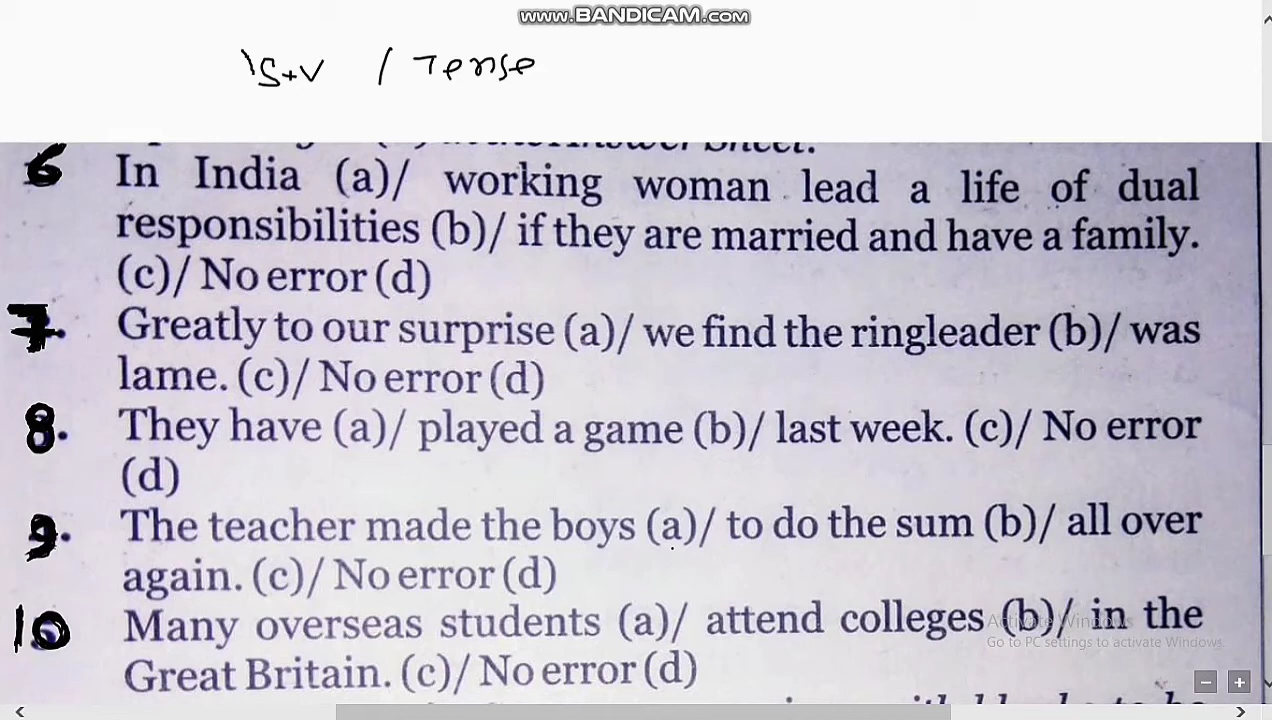 www.BANDICAM.com
S+V / Tense
6 In India (a)/ working woman lead a life of dual
responsibilities (b)/ if they are married and have a family.
(c)/ No error (d)
7. Greatly to our surprise (a)/ we find the ringleader (b)/ was
lame. (c)/ No error (d)
8. They have (a)/ played a game (b)/ last week. (c)/ No error
(d)
9. The teacher made the boys (a)/ to do the sum (b)/ all over
again. (c)/ No error (d)
10 Many overseas students (a)/ attend colleges (b)/ in the
Great Britain. (c)/ No error (d)
Activate Windows
Go to PC settings to activate Windows.